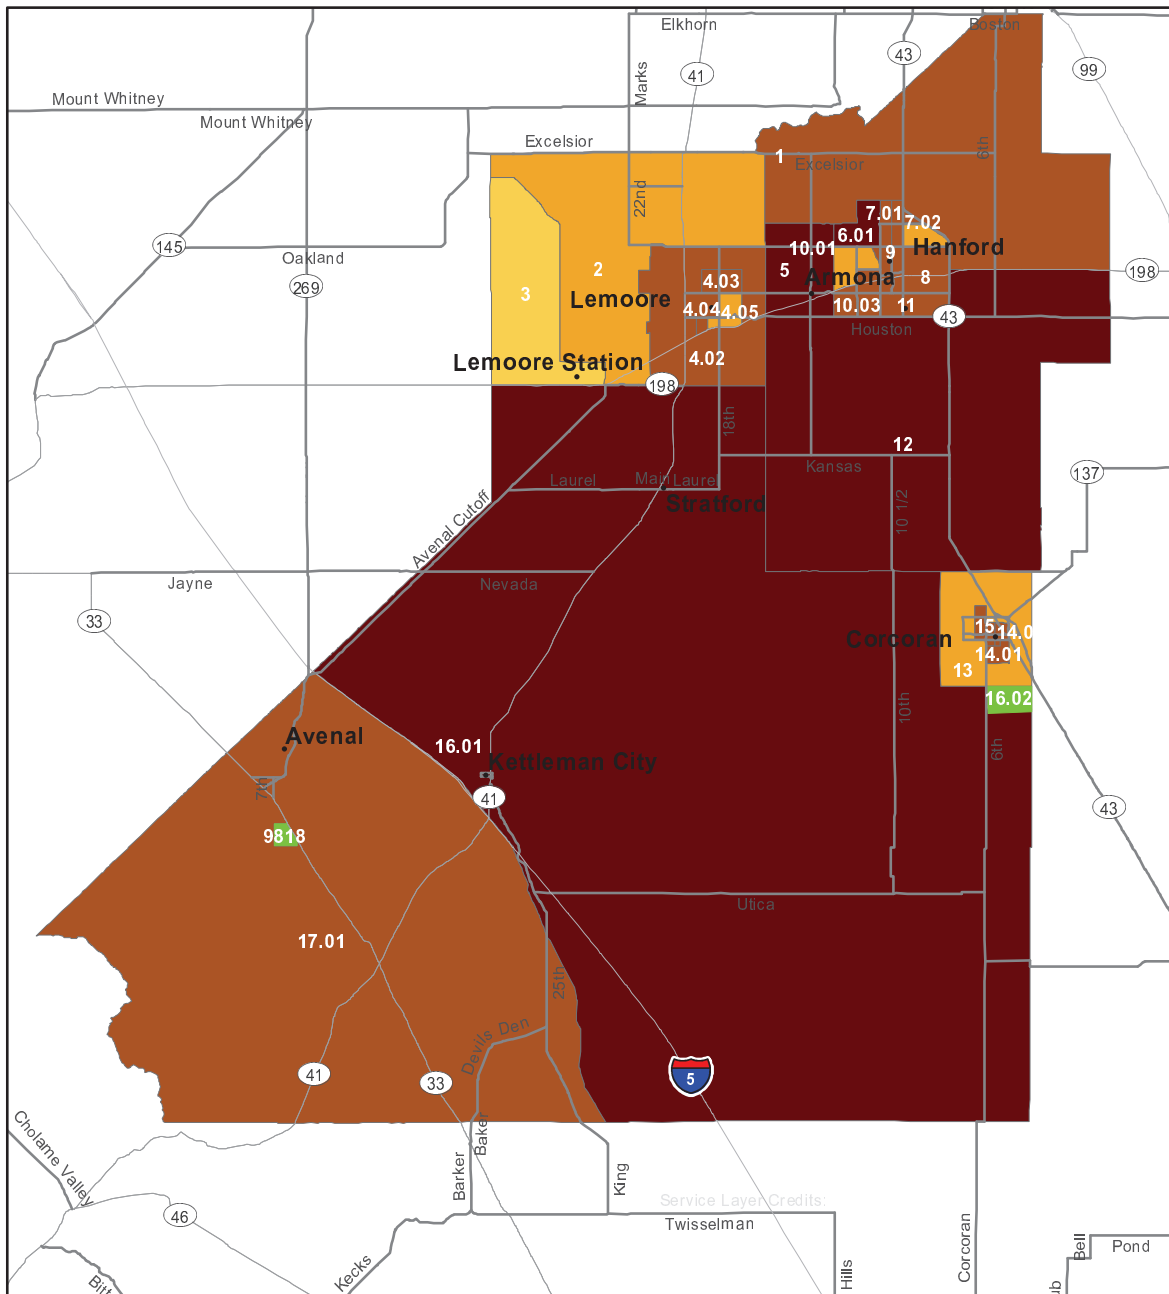 Elkhorn
Boston
43
41
99
Marks
Mount Whitney
Mount Whitney
Excelsior
6th
1
Excelsior
22nd
7.01
7.02
145
6.01
Oakland
10.01
9
Hanford
198
2
5
Armona
8
269
4.03
3
Lemoore
4.04
4.05
10.03
11
43
Houston
4.02
Lemoore Station
198
18th
12
Kansas
137
Laurel
Main
Laurel
Stratford
10 1/2
Avenal Cutoff
Jayne
Nevada
33
15
14.0
Corcoran
14.01
13
16.02
10th
Avenal
16.01
6th
Kettleman City
7th
41
43
9818
Utica
17.01
25th
Devils Den
41
33
5
Cholame Valley
Baker
Barker
King
Service Layer Credits:
46
Twisselman
Kecks
Hills
Corcoran
Bell
Pond
Bitt
ub